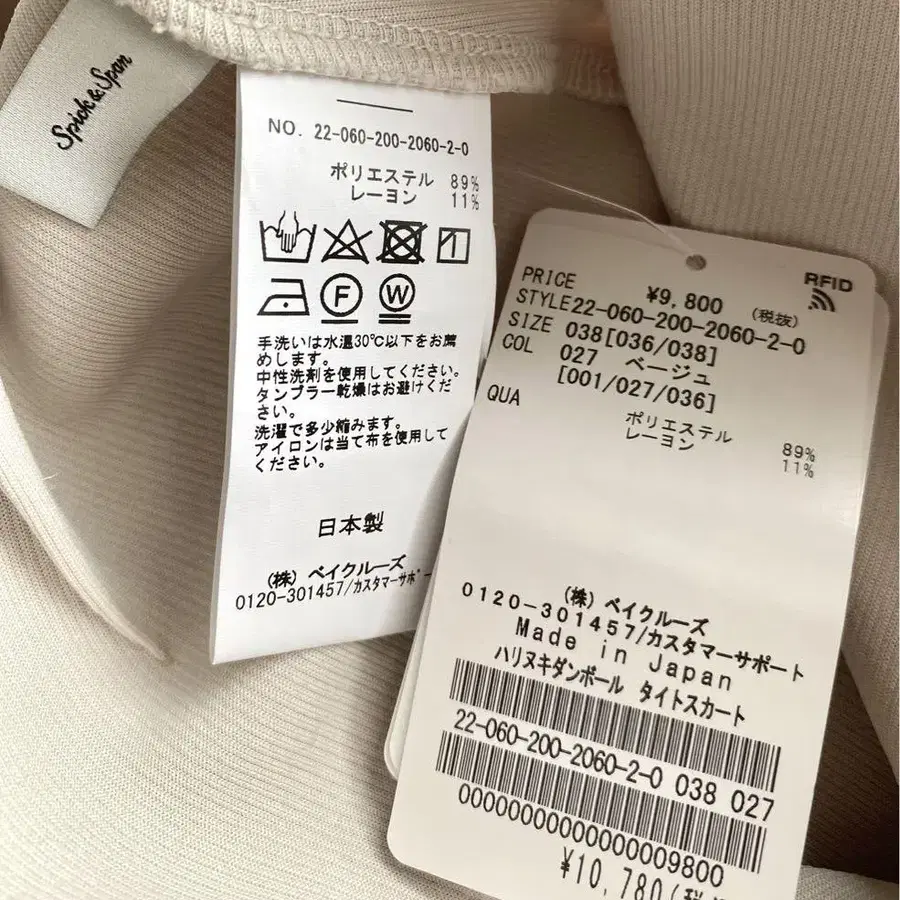 Spick & Span
NO. 22-060-200-2060-2-0
ポリエステル 89%
レーヨン 11%
F
W
手洗いは水温30℃以下をお薦
めします。
中性洗剤を使用してください。
タンブラー乾燥はお避けくだ
さい。
洗濯で多少縮みます。
アイロンは当て布を使用して
ください。
日本製
(株) ベイクルーズ
0120-301457/カスタマーサポー
RFID
PRICE ¥9,800 (税抜)
STYLE22-060-200-2060-2-0
SIZE 038[036/038]
COL 027 ベージュ
[001/027/036]
QUA
ポリエステル 89%
レーヨン 11%
(株) ベイクルーズ
0120-301457/カスタマーサポート
Made in Japan
ハリヌキダンボール タイトスカート
22-060-200-2060-2-0 038 027
¥10,780(税